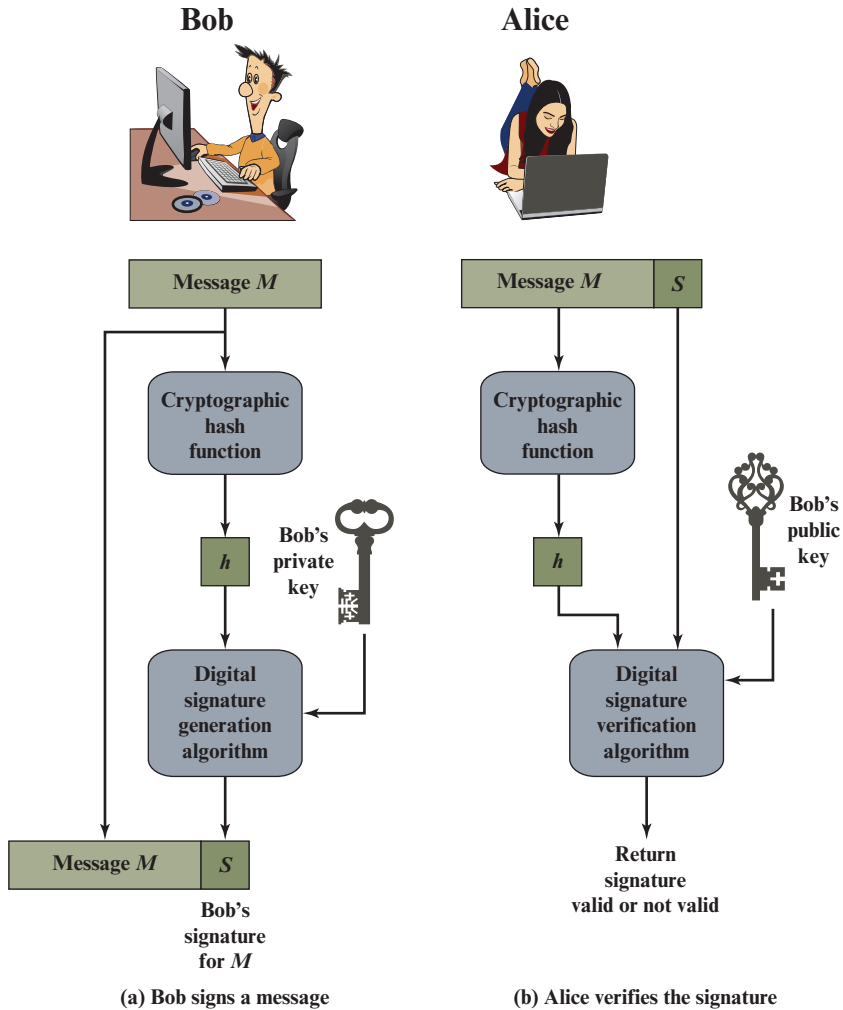 Bob
Message M
Cryptographic
hash
function
h
Bob's
private
key
Digital
signature
generation
algorithm
Message M
S
Bob's
signature
for M
(a) Bob signs a message
Alice
Message M
S
Cryptographic
hash
function
h
Bob's
public
key
Digital
signature
verification
algorithm
Return
signature
valid or not valid
(b) Alice verifies the signature